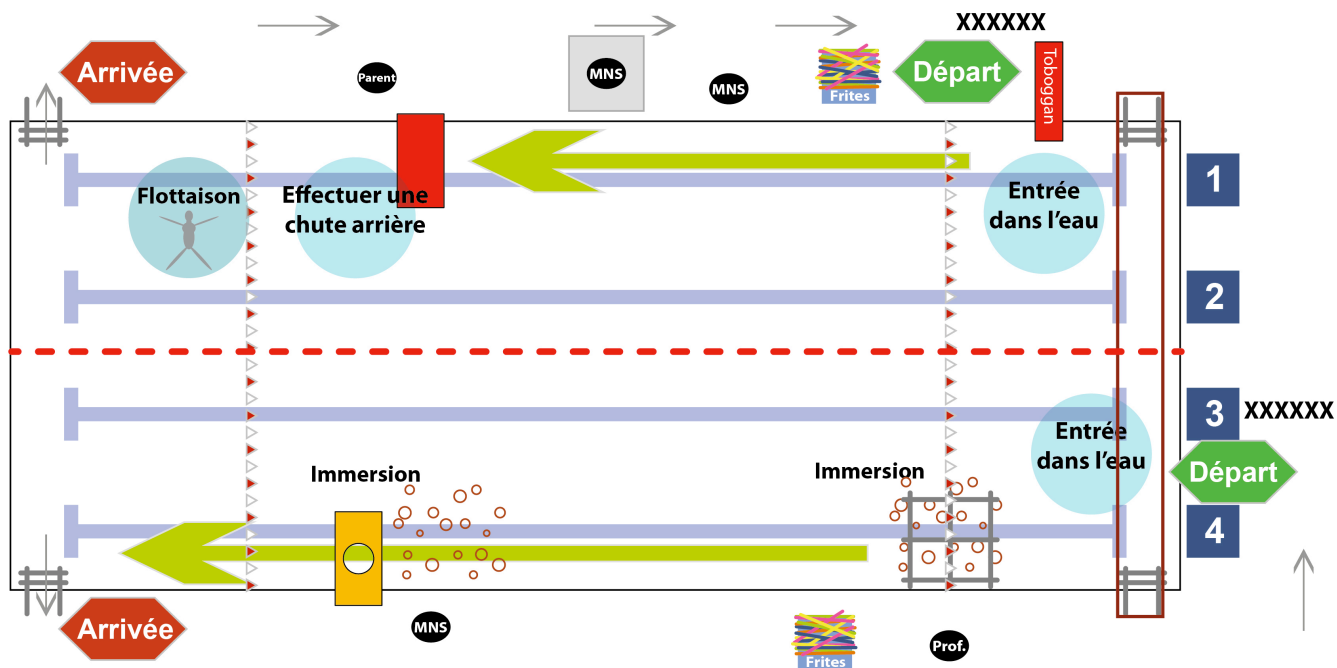 XXXXXX
Arrivée
Parent
MNS
MNS
Frites
Départ
Toboggan
Flottaison
Effectuer une
chute arrière
Entrée
dans l'eau
1
2
3
XXXXXX
Entrée
dans l'eau
Départ
Immersion
Immersion
4
Arrivée
MNS
Frites
Prof.